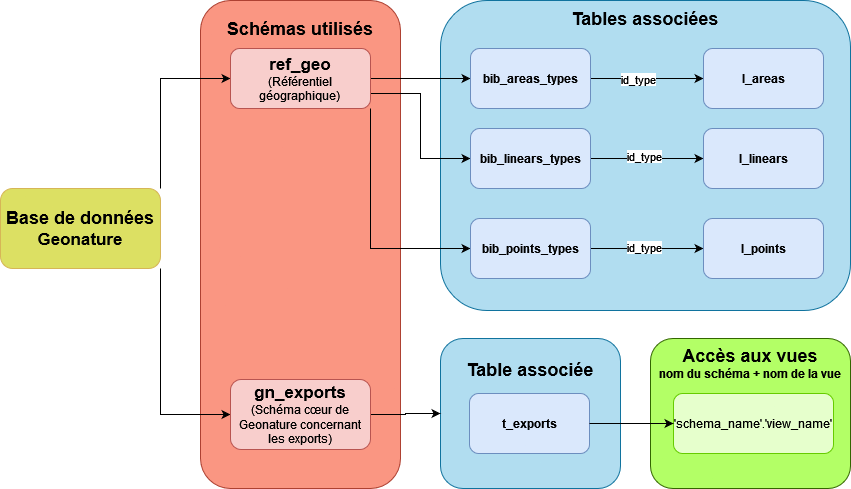 Schémas utilisés
ref_geo
(Référentiel
géographique)
Tables associées
bib_areas_types
id_type
l_areas
bib_linears_types
id_type
l_linears
bib_points_types
id_type
l_points
Base de données
Geonature
gn_exports
(Schéma cœur de
Geonature concernant
les exports)
Table associée
t_exports
Accès aux vues
nom du schéma + nom de la vue
'schema_name'.'view_name'